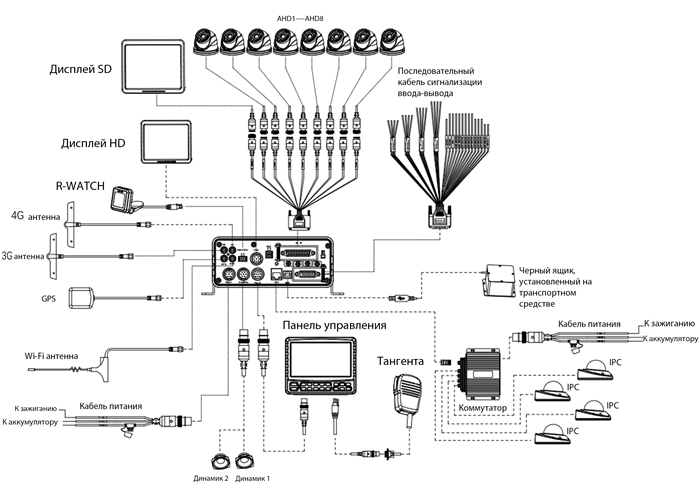 AHD1----AHD8
Дисплей SD
Последовательный
кабель сигнализации
ввода-вывода
Дисплей HD
R-WATCH
4G антенна
3G антенна
GPS
Черный ящик,
установленный на
транспортном
средстве
Панель управления
Кабель питания
К зажиганию
К аккумулятору
Wi-Fi антенна
Тангента
IPC
IPC
IPC
IPC
Коммутатор
Кабель питания
К зажиганию
К аккумулятору
Динамик 2
Динамик 1